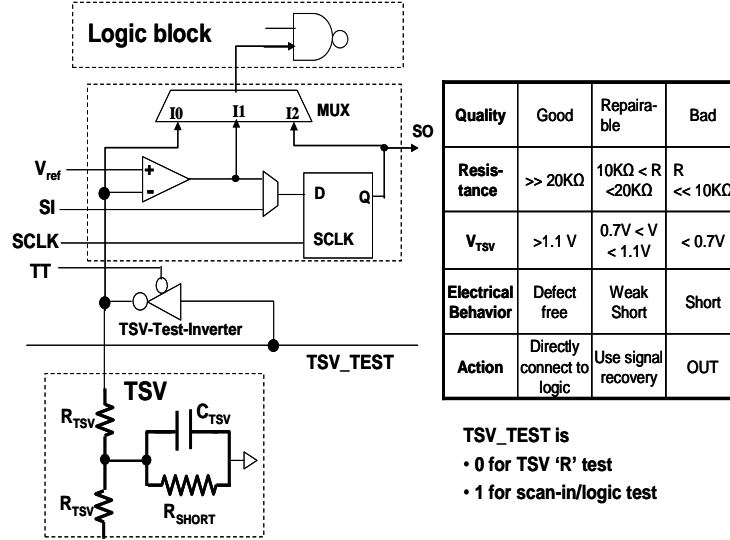 Logic block
I0 I1 I2 MUX
SO
Vref
+
-
SI
D Q
SCLK
SCLK
TT
TSV-Test-Inverter
TSV_TEST
TSV
RTSV
CTSV
RTSV
RSHORT
Quality Good Repaira- Bad
ble
Resis- >> 20KΩ 10KΩ < R R
tance <20KΩ << 10KΩ
VTSV >1.1 V 0.7V < V < 0.7V
< 1.1V
Electrical Defect Weak Short
Behavior free Short
Action Directly Use signal OUT
connect to recovery
logic
TSV_TEST is
• 0 for TSV ‘R’ test
• 1 for scan-in/logic test